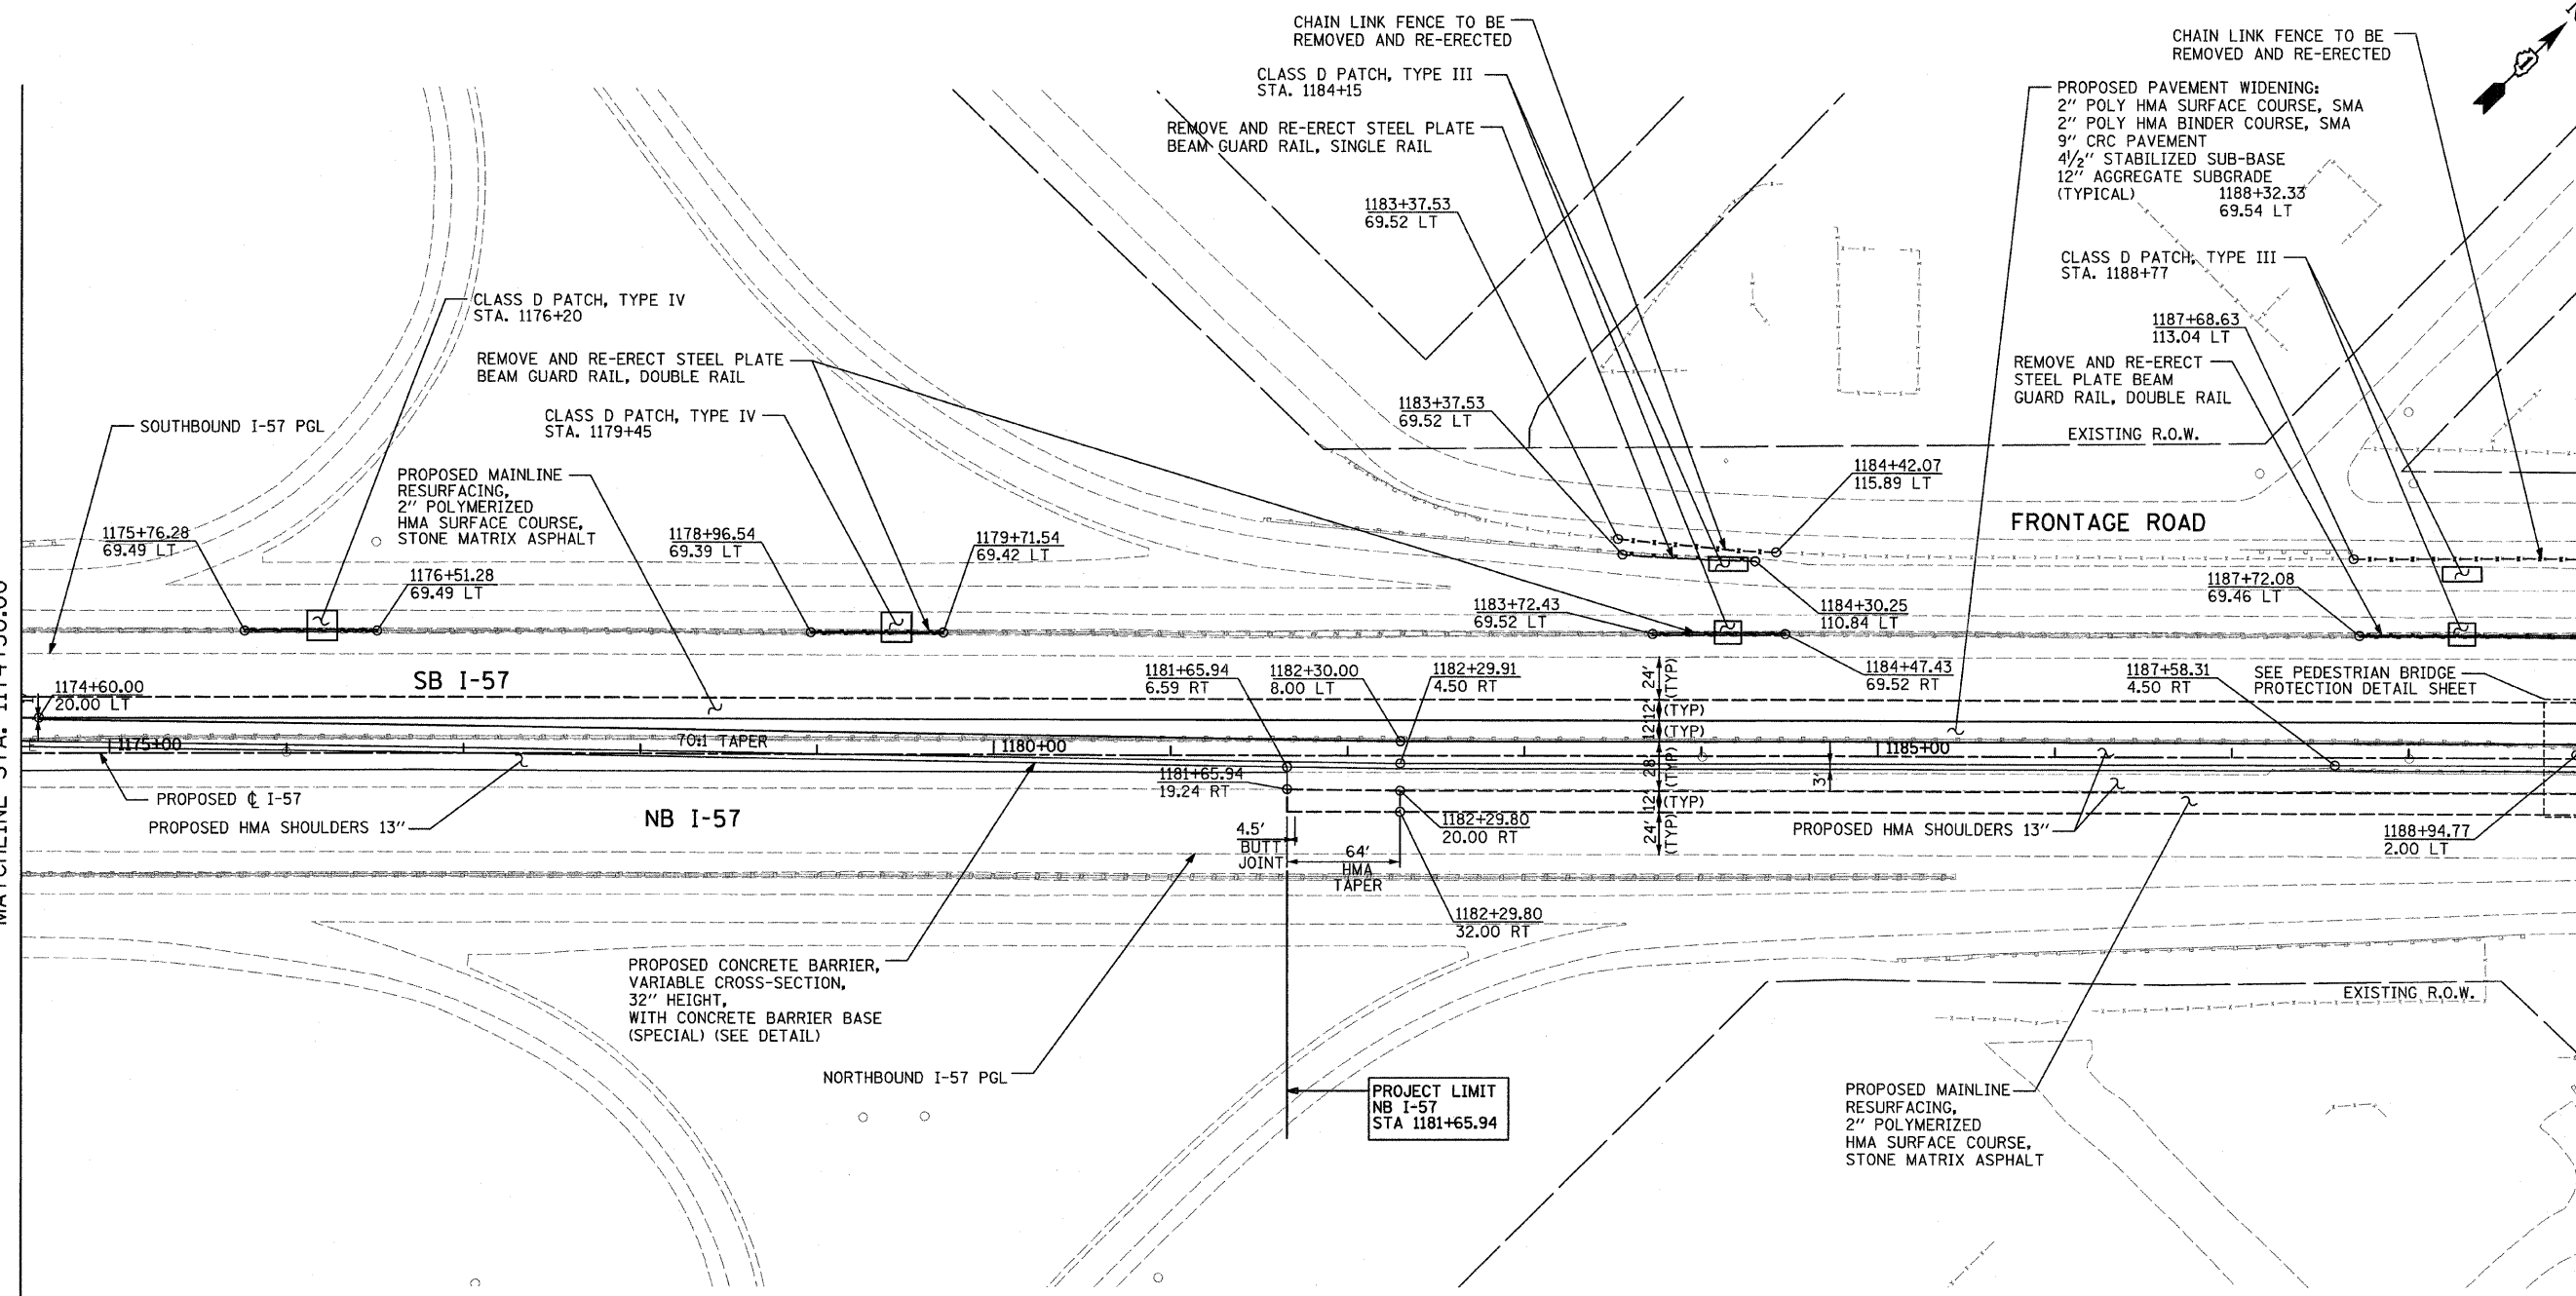 CHAIN LINK FENCE TO BE
REMOVED AND RE-ERECTED
CLASS D PATCH, TYPE III
STA. 1184+15
REMOVE AND RE-ERECT STEEL PLATE
BEAM GUARD RAIL, SINGLE RAIL
1183+37.53
69.52 LT
CHAIN LINK FENCE TO BE
REMOVED AND RE-ERECTED
PROPOSED PAVEMENT WIDENING:
2" POLY HMA SURFACE COURSE, SMA
2" POLY HMA BINDER COURSE, SMA
9" CRC PAVEMENT
4 1/2" STABILIZED SUB-BASE
12" AGGREGATE SUBGRADE
(TYPICAL)
1188+32.33
69.54 LT
CLASS D PATCH, TYPE III
STA. 1188+77
1187+68.63
113.04 LT
REMOVE AND RE-ERECT
STEEL PLATE BEAM
GUARD RAIL, DOUBLE RAIL
EXISTING R.O.W.
CLASS D PATCH, TYPE IV
STA. 1176+20
REMOVE AND RE-ERECT STEEL PLATE
BEAM GUARD RAIL, DOUBLE RAIL
CLASS D PATCH, TYPE IV
STA. 1179+45
SOUTHBOUND I-57 PGL
PROPOSED MAINLINE
RESURFACING,
2" POLYMERIZED
HMA SURFACE COURSE,
STONE MATRIX ASPHALT
1183+37.53
69.52 LT
1184+42.07
115.89 LT
FRONTAGE ROAD
1175+76.28
69.49 LT
1176+51.28
69.49 LT
1178+96.54
69.39 LT
1179+71.54
69.42 LT
1183+72.43
69.52 LT
1184+30.25
110.84 LT
1187+72.08
69.46 LT
SB I-57
1174+60.00
20.00 LT
1181+65.94
6.59 RT
1182+30.00
8.00 LT
1182+29.91
4.50 RT
1184+47.43
69.52 RT
1187+58.31
4.50 RT
SEE PEDESTRIAN BRIDGE
PROTECTION DETAIL SHEET
24'
(TYP)
12'
(TYP)
12'
(TYP)
28'
(TYP)
12'
(TYP)
24'
(TYP)
3'
1175+00
70:1 TAPER
1180+00
1185+00
1181+65.94
19.24 RT
PROPOSED ℄ I-57
PROPOSED HMA SHOULDERS 13"
NB I-57
4.5'
BUTT
JOINT
64'
HMA
TAPER
1182+29.80
20.00 RT
PROPOSED HMA SHOULDERS 13"
1188+94.77
2.00 LT
1182+29.80
32.00 RT
PROPOSED CONCRETE BARRIER,
VARIABLE CROSS-SECTION,
32" HEIGHT,
WITH CONCRETE BARRIER BASE
(SPECIAL) (SEE DETAIL)
NORTHBOUND I-57 PGL
PROJECT LIMIT
NB I-57
STA 1181+65.94
EXISTING R.O.W.
PROPOSED MAINLINE
RESURFACING,
2" POLYMERIZED
HMA SURFACE COURSE,
STONE MATRIX ASPHALT